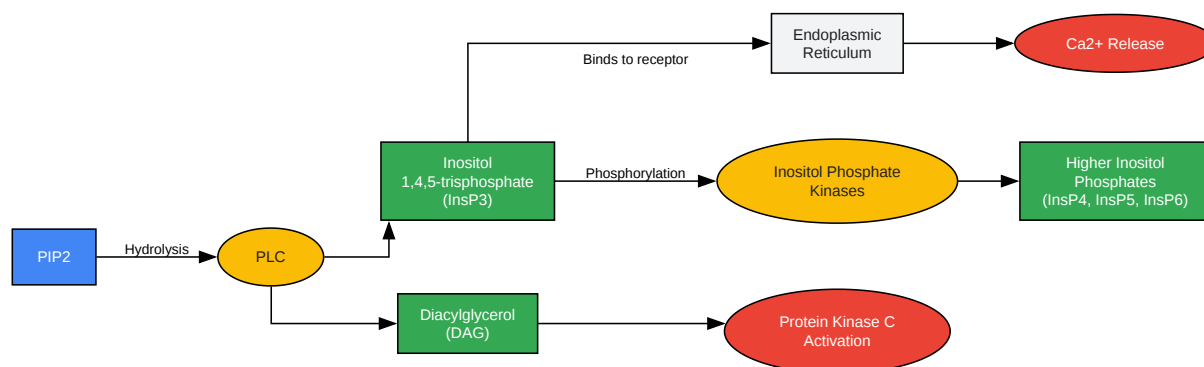 Endoplasmic
Reticulum
Ca2+ Release
Binds to receptor
Inositol
1,4,5-trisphosphate
(InsP3)
Phosphorylation
Inositol Phosphate
Kinases
Higher Inositol
Phosphates
(InsP4, InsP5, InsP6)
PIP2
Hydrolysis
PLC
Diacylglycerol
(DAG)
Protein Kinase C
Activation